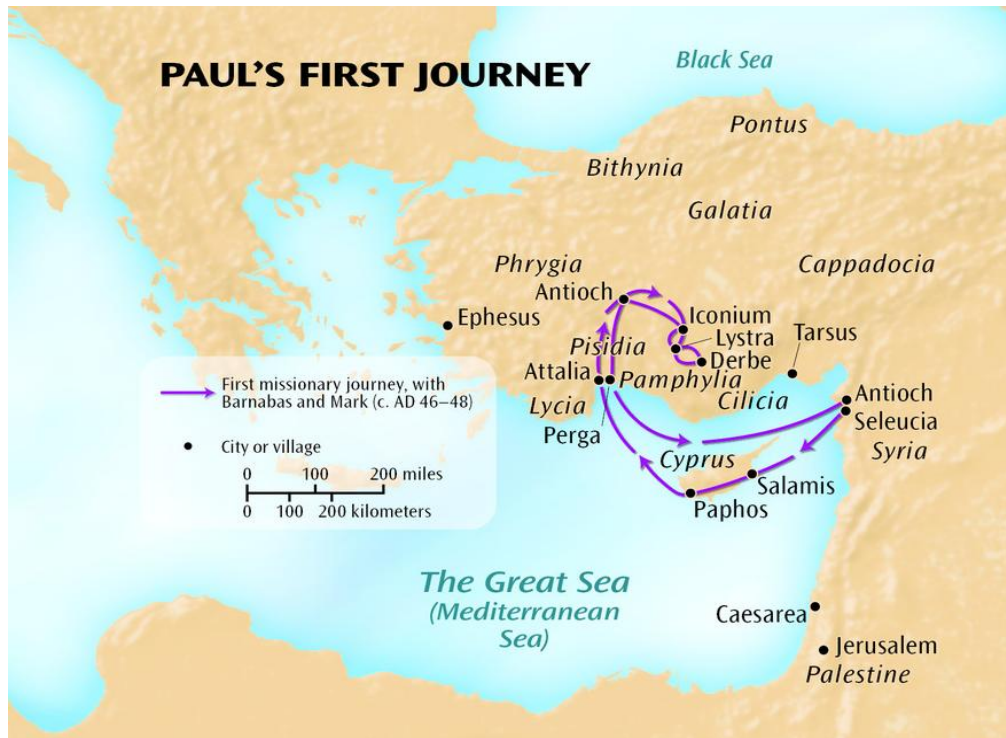 PAUL'S FIRST JOURNEY
Black Sea
Pontus
Bithynia
Galatia
Phrygia
Cappadocia
Antioch
Ephesus
Iconium
Lystra
Tarsus
Pisidia
Derbe
Attalia
Pamphylia
Cilicia
Antioch
Lycia
Seleucia
Perga
Syria
Cyprus
Salamis
Paphos
First missionary journey, with
Barnabas and Mark (c. AD 46–48)
City or village
0 100 200 miles
0 100 200 kilometers
The Great Sea
(Mediterranean
Sea)
Caesarea
Jerusalem
Palestine